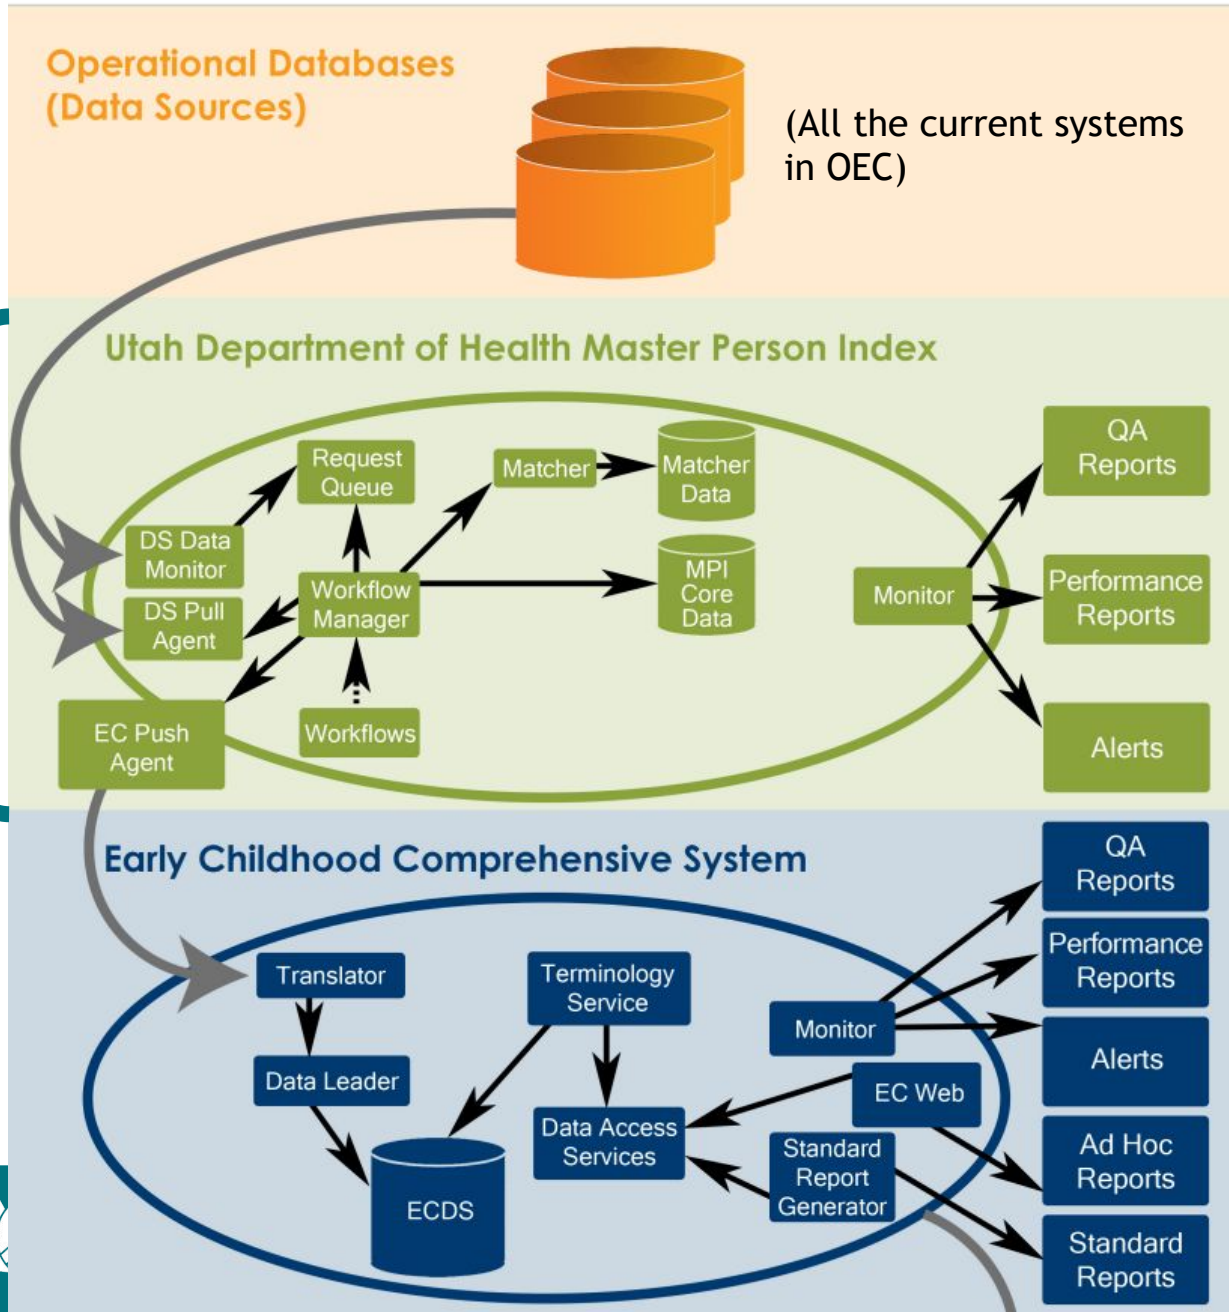 Operational Databases
(Data Sources)
(All the current systems
in OEC)
Utah Department of Health Master Person Index
Request
Queue
Matcher
Matcher
Data
DS Data
Monitor
DS Pull
Agent
Workflow
Manager
MPI
Core
Data
Workflows
EC Push
Agent
Monitor
QA
Reports
Performance
Reports
Alerts
Early Childhood Comprehensive System
Translator
Data Leader
ECDS
Terminology
Service
Data Access
Services
Monitor
EC Web
Standard
Report
Generator
QA
Reports
Performance
Reports
Alerts
Ad Hoc
Reports
Standard
Reports